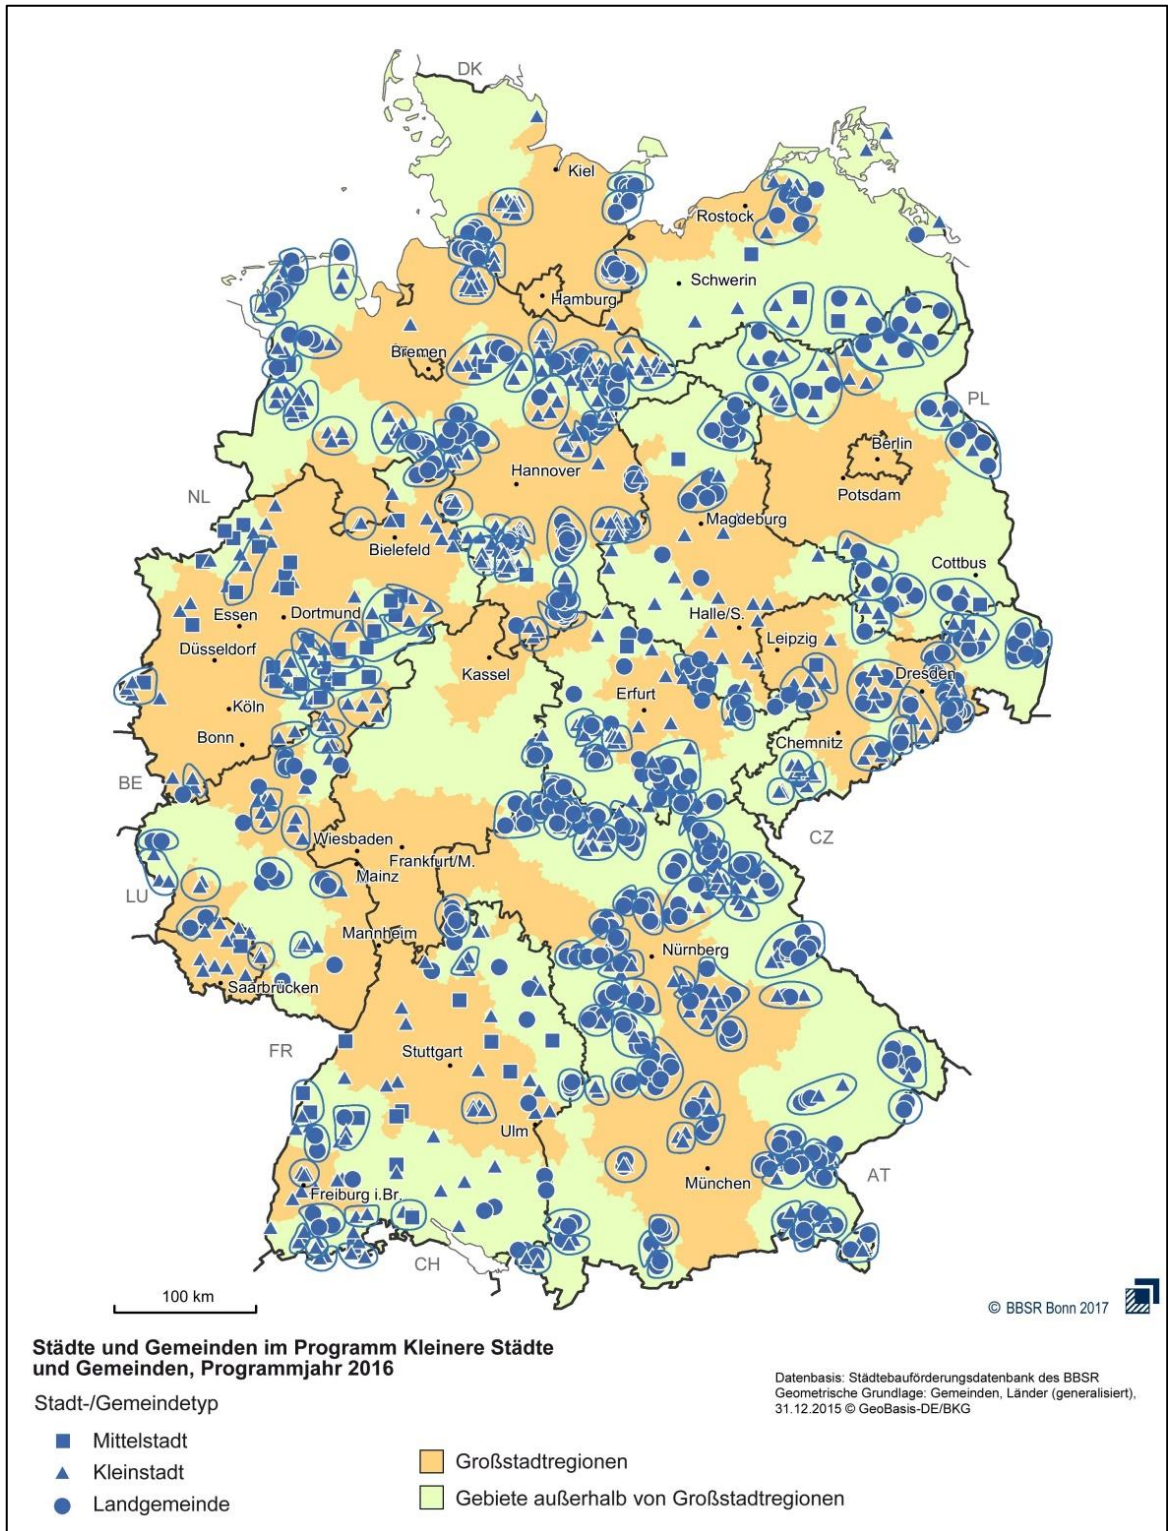 DK
Kiel
Rostock
Schwerin
Hamburg
Bremen
PL
Berlin
Hannover
Potsdam
NL
Magdeburg
Bielefeld
Cottbus
Essen
Dortmund
Halle/S.
Leipzig
Düsseldorf
Kassel
Dresden
Erfurt
Köln
Chemnitz
Bonn
BE
CZ
Wiesbaden
Frankfurt/M.
Mainz
LU
Mannheim
Nürnberg
Saarbrücken
FR
Stuttgart
Ulm
AT
München
Freiburg i.Br.
CH
100 km
© BBSR Bonn 2017
Städte und Gemeinden im Programm Kleinere Städte
und Gemeinden, Programmjahr 2016
Datenbasis: Städtebauförderungsdatenbank des BBSR
Geometrische Grundlage: Gemeinden, Länder (generalisiert),
31.12.2015 © GeoBasis-DE/BKG
Stadt-/Gemeindetyp
Mittelstadt
Kleinstadt
Landgemeinde
Großstadtregionen
Gebiete außerhalb von Großstadtregionen